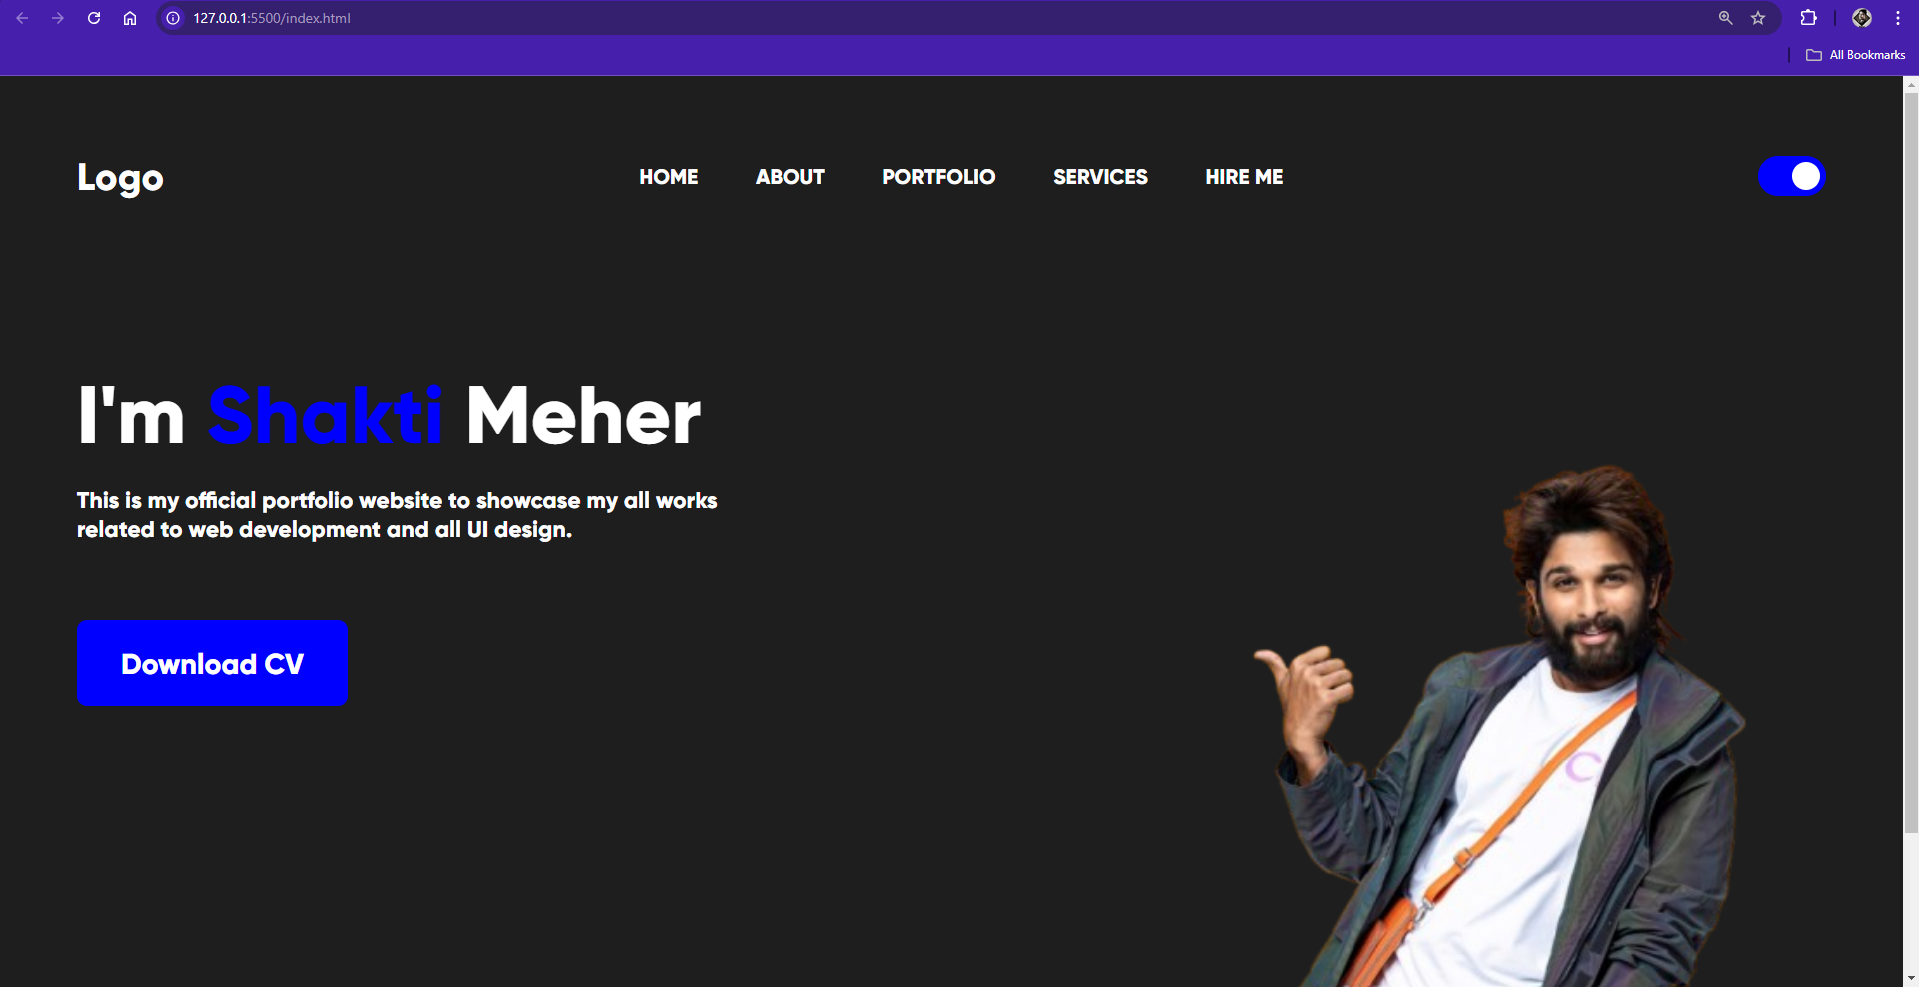 127.0.0.1:5500/index.html
All Bookmarks
Logo
HOME ABOUT PORTFOLIO SERVICES HIRE ME
I'm Shakti Meher
This is my official portfolio website to showcase my all works
related to web development and all UI design.
Download CV
C